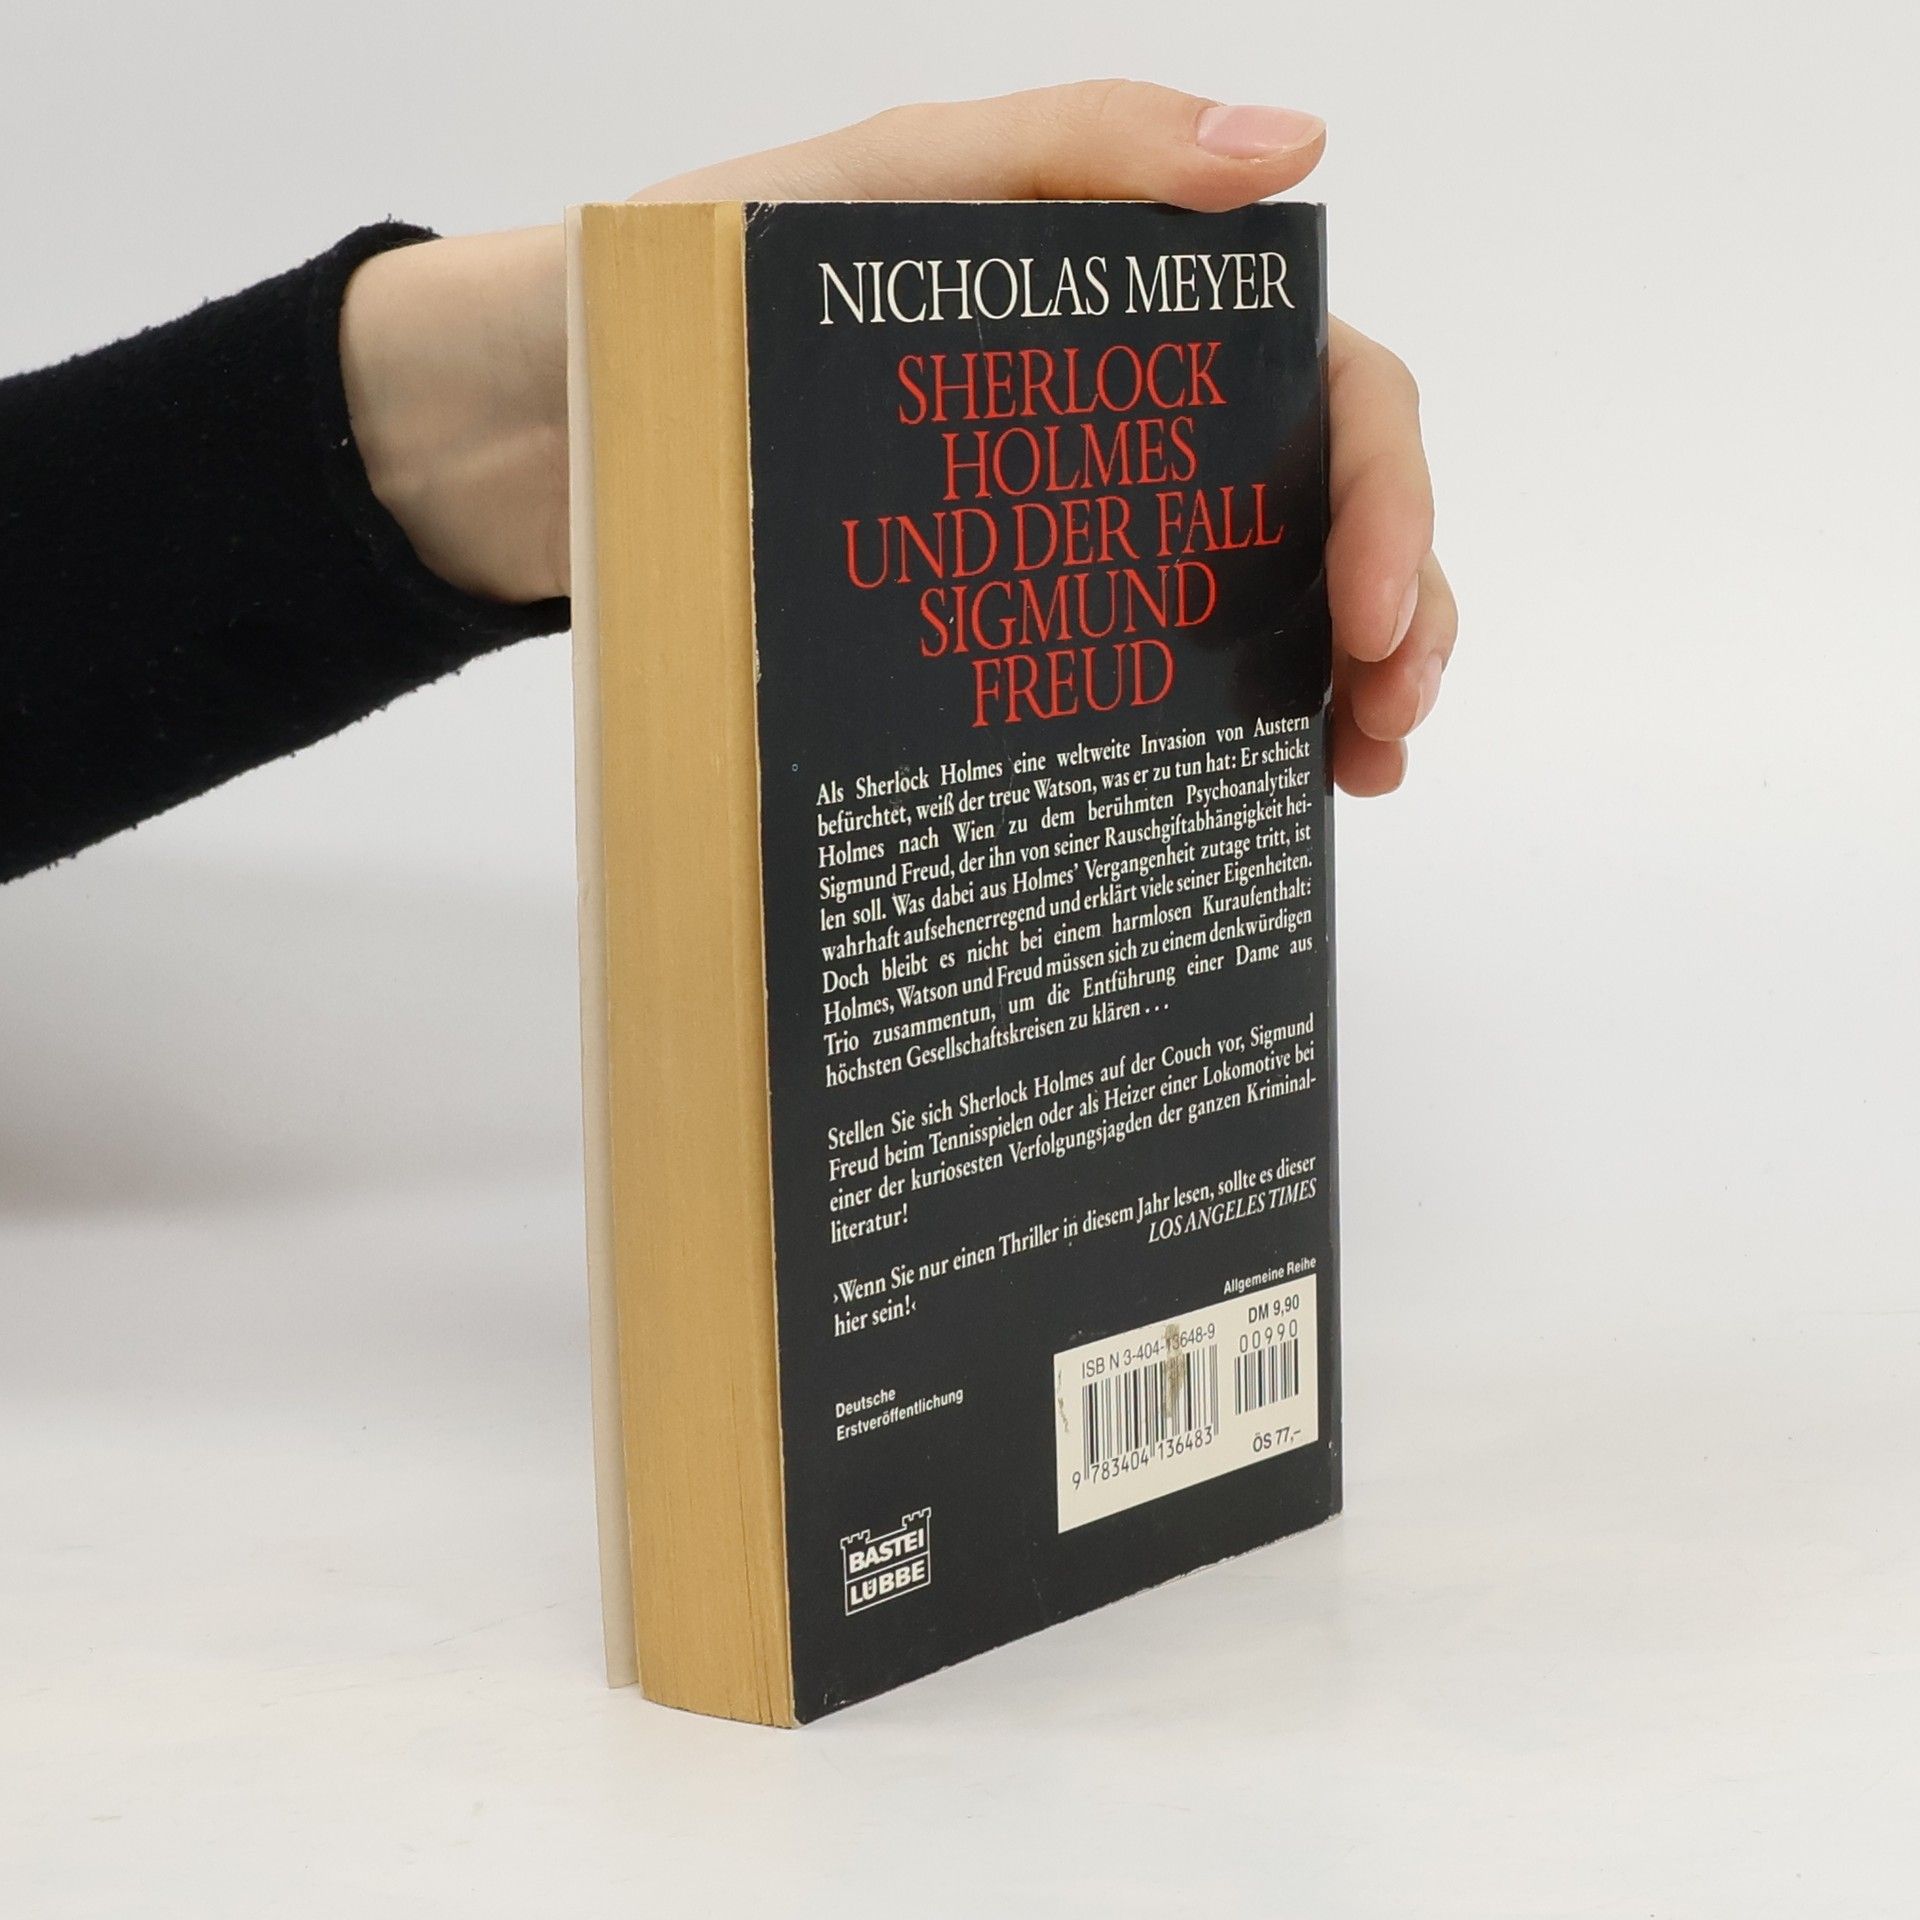 NICHOLAS MEYER
SHERLOCK
HOLMES
UND DER FALL
SIGMUND
FREUD
Als Sherlock Holmes eine weltweite Invasion von Austern
befürchtet, weiß der treue Watson, was er zu tun hat: Er schickt
Holmes nach Wien zu dem berühmten Psychoanalytiker
Sigmund Freud, der ihn von seiner Rauschgiftabhängigkeit hei-
len soll. Was dabei aus Holmes' Vergangenheit zutage tritt, ist
wahrhaft aufsehenerregend und erklärt viele seiner Eigenheiten.
Doch bleibt es nicht bei einem harmlosen Kuraufenthalt:
Holmes, Watson und Freud müssen sich zu einem denkwürdigen
Trio zusammentun, um die Entführung einer Dame aus
höchsten Gesellschaftskreisen zu klären . . .
Stellen Sie sich Sherlock Holmes auf der Couch vor, Sigmund
Freud beim Tennisspielen oder als Heizer einer Lokomotive bei
einer der kuriosesten Verfolgungsjagden der ganzen Kriminal-
literatur!
›Wenn Sie nur einen Thriller in diesem Jahr lesen, sollte es dieser
hier sein!‹
LOS ANGELES TIMES
Allgemeine Reihe
DM 9,90
ISBN 3-404-13648-9
00990
9 783404 136483
ÖS 77,–
Deutsche
Erstveröffentlichung
BASTEI
LÜBBE